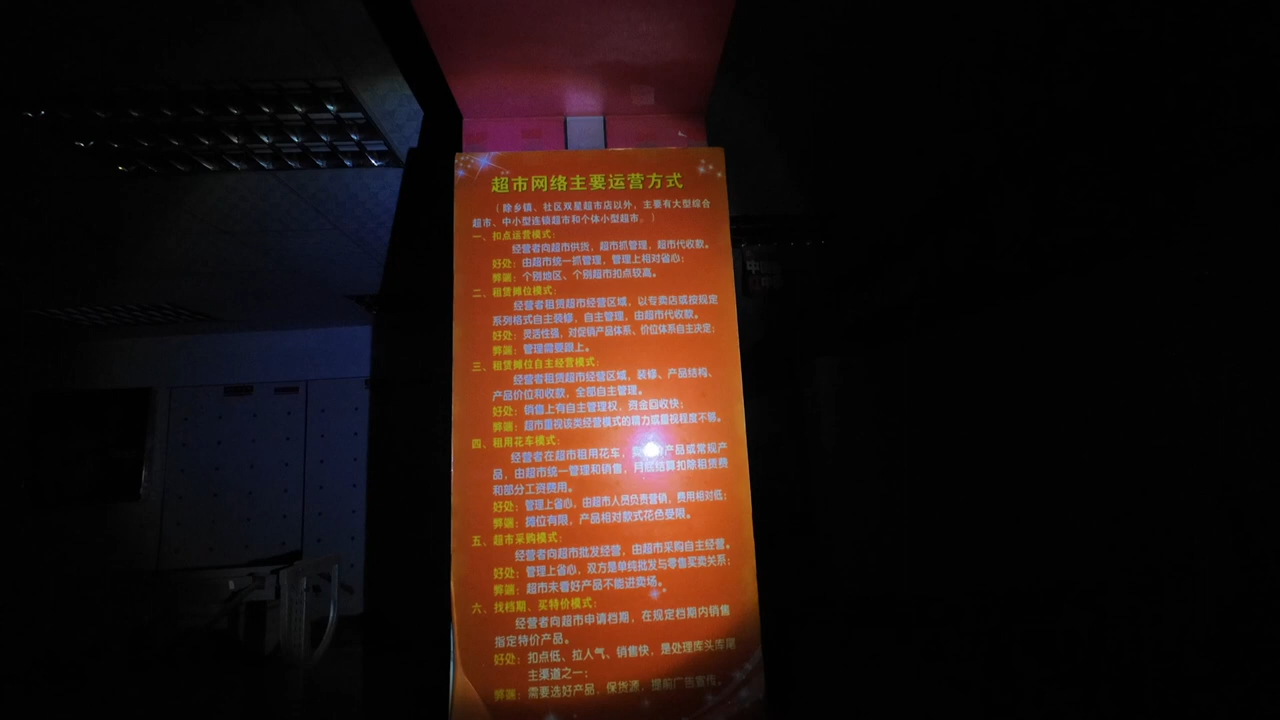 超市网络主要运营方式
（除乡镇、社区双星超市店以外，主要有大型综合
超市、中小型连锁超市和个体小型超市。）
一、扣点运营模式：
经营者向超市供货，超市抓管理，超市代收款。
好处：由超市统一抓管理，管理上相对省心；
弊端：个别地区、个别超市扣点较高。
二、租赁摊位模式：
经营者租赁超市经营区域，以专卖店或按规定
系列格式自主装修，自主管理，由超市代收款。
好处：灵活性强，对促销产品体系、价位体系自主决定；
弊端：管理需要跟上。
三、租赁摊位自主经营模式：
经营者租赁超市经营区域，装修、产品结构、
产品价位和收款，全部自主管理。
好处：销售上有自主管理权，资金回收快；
弊端：超市重视该类经营模式的精力或重视程度不够。
四、租用花车模式：
经营者在超市租用花车，产品或常规产
品，由超市统一管理和销售，月底结算扣除租赁费
和部分工资费用。
好处：管理上省心，由超市人员负责营销，费用相对低；
弊端：摊位有限，产品相对款式花色受限。
五、超市采购模式：
经营者向超市批发经营，由超市采购自主经营。
好处：管理上省心，双方是单纯批发与零售买卖关系；
弊端：超市未看好产品不能进卖场。
六、找档期、买特价模式：
经营者向超市申请档期，在规定档期内销售
指定特价产品。
好处：扣点低、拉人气、销售快，是处理库头库尾
主渠道之一；
弊端：需要选好产品，保货源，提前广告宣传。